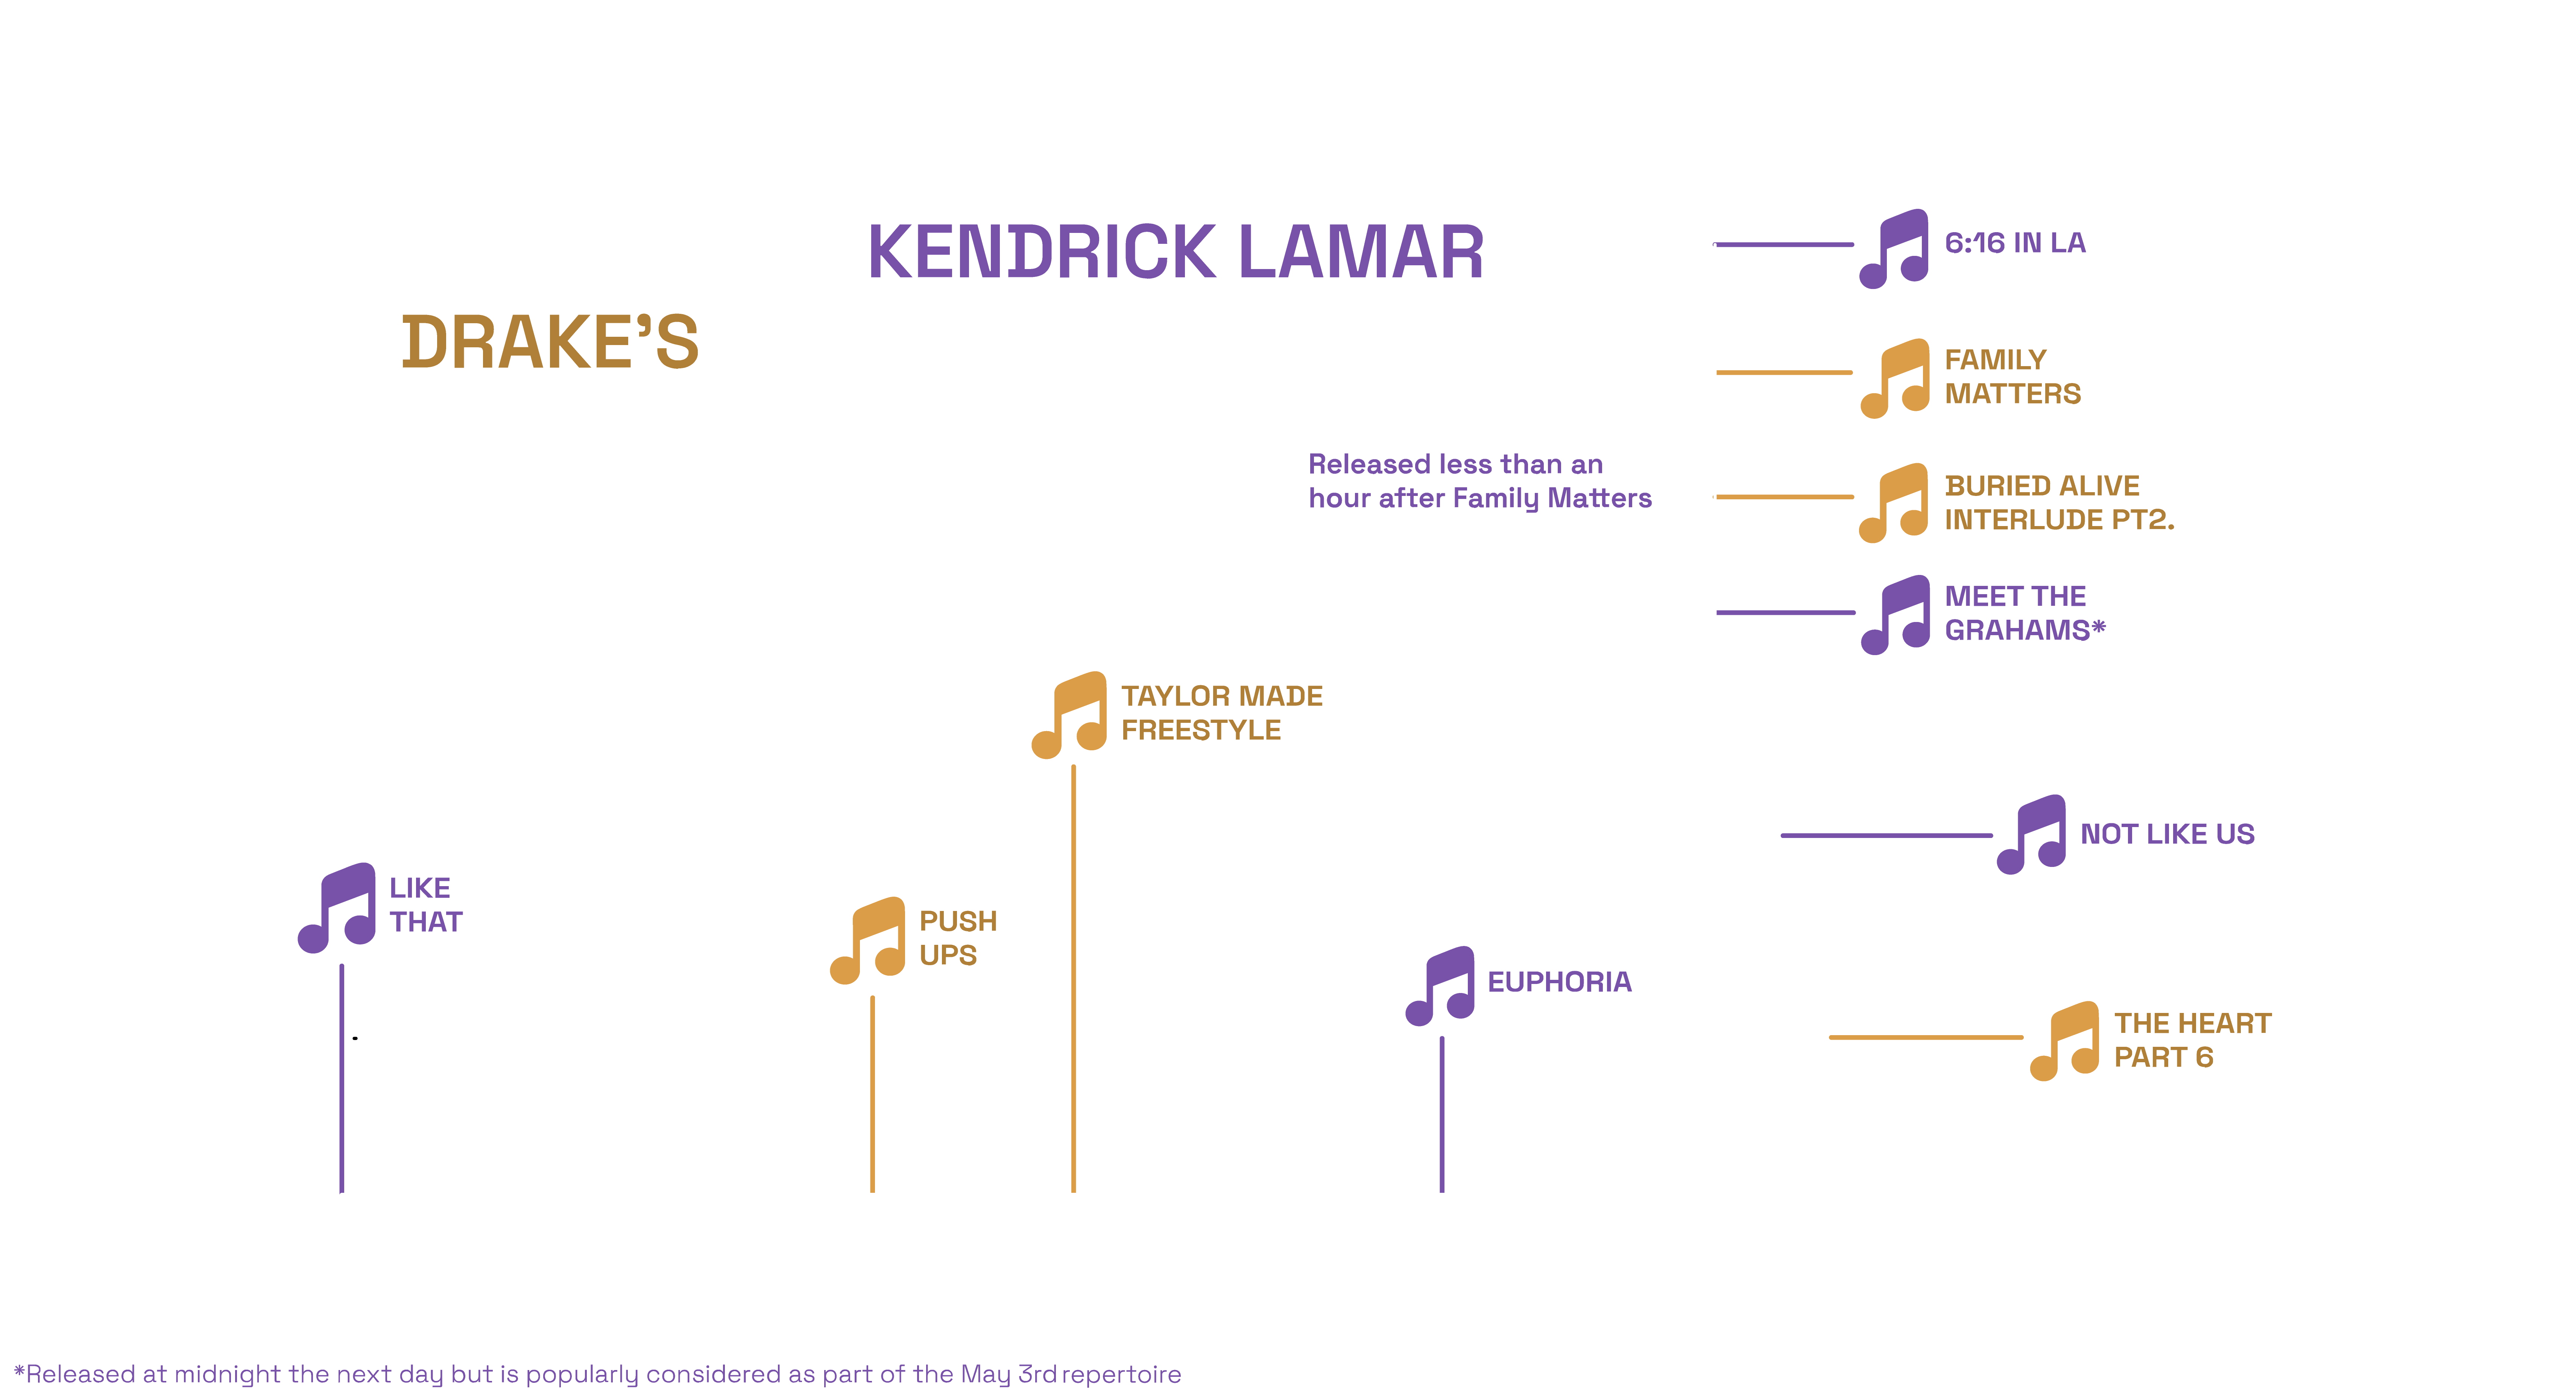 KENDRICK LAMAR
DRAKE’S
6:16 IN LA
FAMILY
MATTERS
Released less than an
hour after Family Matters
BURIED ALIVE
INTERLUDE PT2.
MEET THE
GRAHAMS*
TAYLOR MADE
FREESTYLE
NOT LIKE US
LIKE
THAT
PUSH
UPS
EUPHORIA
THE HEART
PART 6
*Released at midnight the next day but is popularly considered as part of the May 3rd repertoire